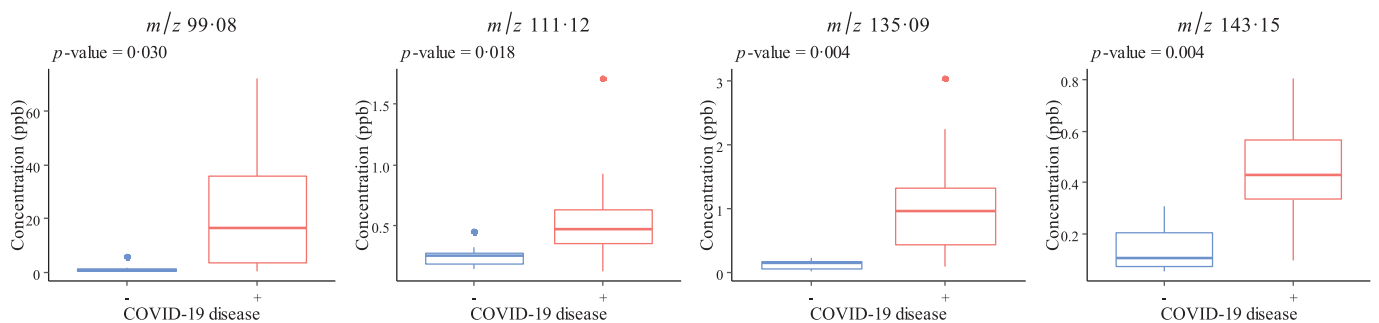 m/z 99·08
p-value = 0·030
Concentration (ppb)
60
40
20
0
-
+
COVID-19 disease
m/z 111·12
p-value = 0·018
Concentration (ppb)
1.5
1.0
0.5
-
+
COVID-19 disease
m/z 135·09
p-value = 0·004
Concentration (ppb)
3
2
1
0
-
+
COVID-19 disease
m/z 143·15
p-value = 0.004
Concentration (ppb)
0.8
0.6
0.4
0.2
-
+
COVID-19 disease